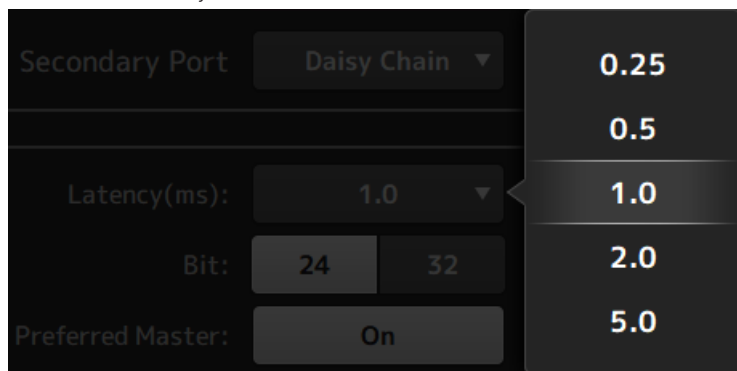 Secondary Port Daisy Chain
Latency(ms): 1.0
Bit: 24 32
Preferred Master: On
0.25
0.5
1.0
2.0
5.0